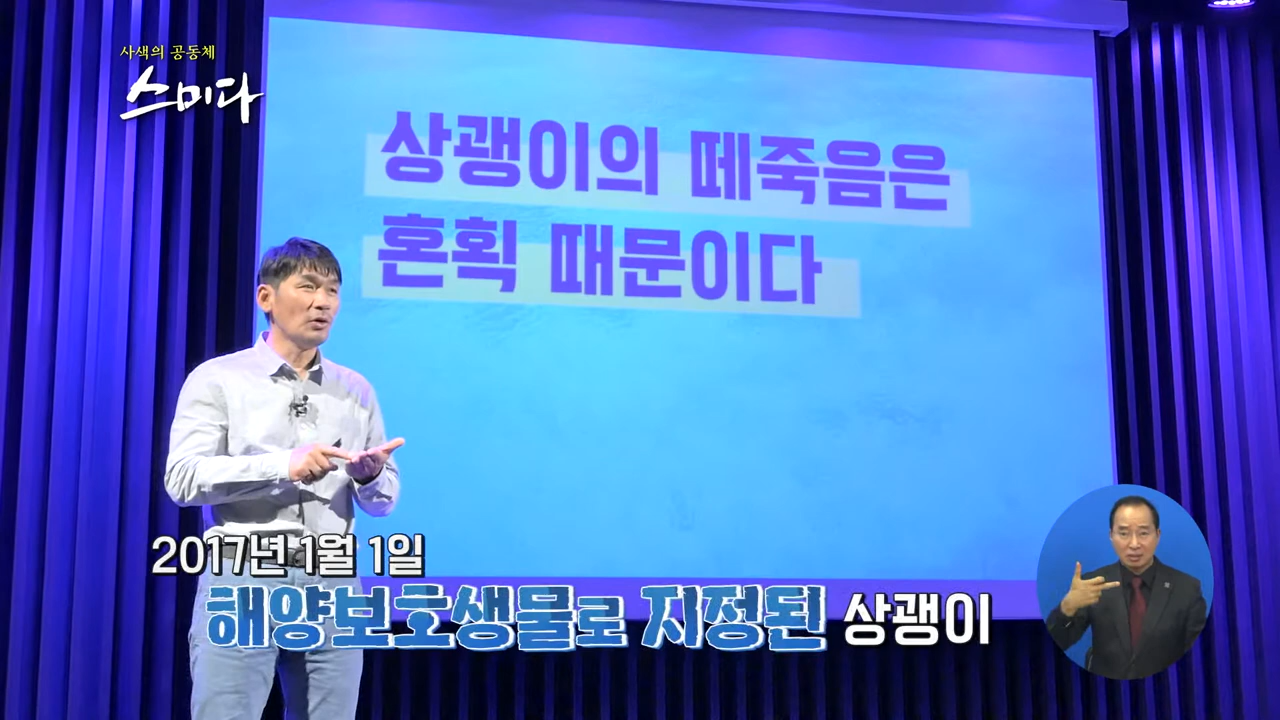 사색의 공동체
스미다
상괭이의 떼죽음은
혼획 때문이다
2017년 1월 1일
해양보호생물로 지정된 상괭이